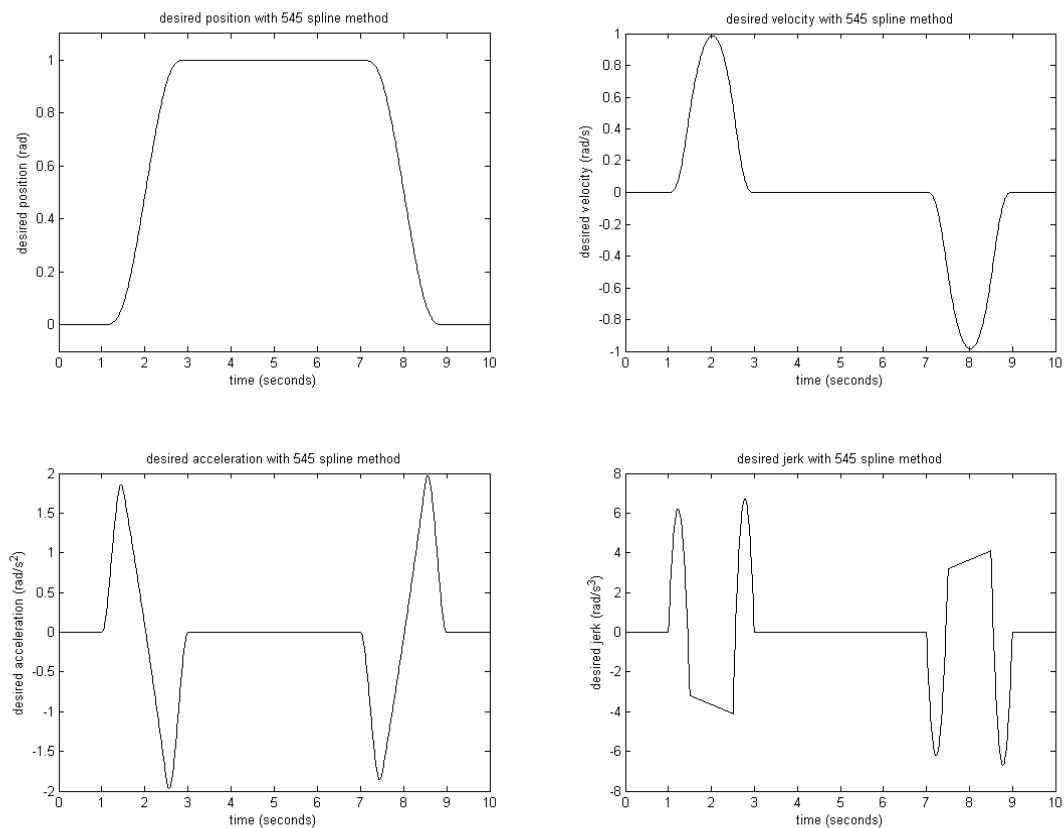 desired position with 545 spline method
desired position (rad)
1
0.8
0.6
0.4
0.2
0
0 1 2 3 4 5 6 7 8 9 10
time (seconds)
desired velocity with 545 spline method
desired velocity (rad/s)
1
0.8
0.6
0.4
0.2
0
-0.2
-0.4
-0.6
-0.8
-1
0 1 2 3 4 5 6 7 8 9 10
time (seconds)
desired acceleration with 545 spline method
desired acceleration (rad/s²)
2
1.5
1
0.5
0
-0.5
-1
-1.5
-2
0 1 2 3 4 5 6 7 8 9 10
time (seconds)
desired jerk with 545 spline method
desired jerk (rad/s³)
8
6
4
2
0
-2
-4
-6
-8
0 1 2 3 4 5 6 7 8 9 10
time (seconds)